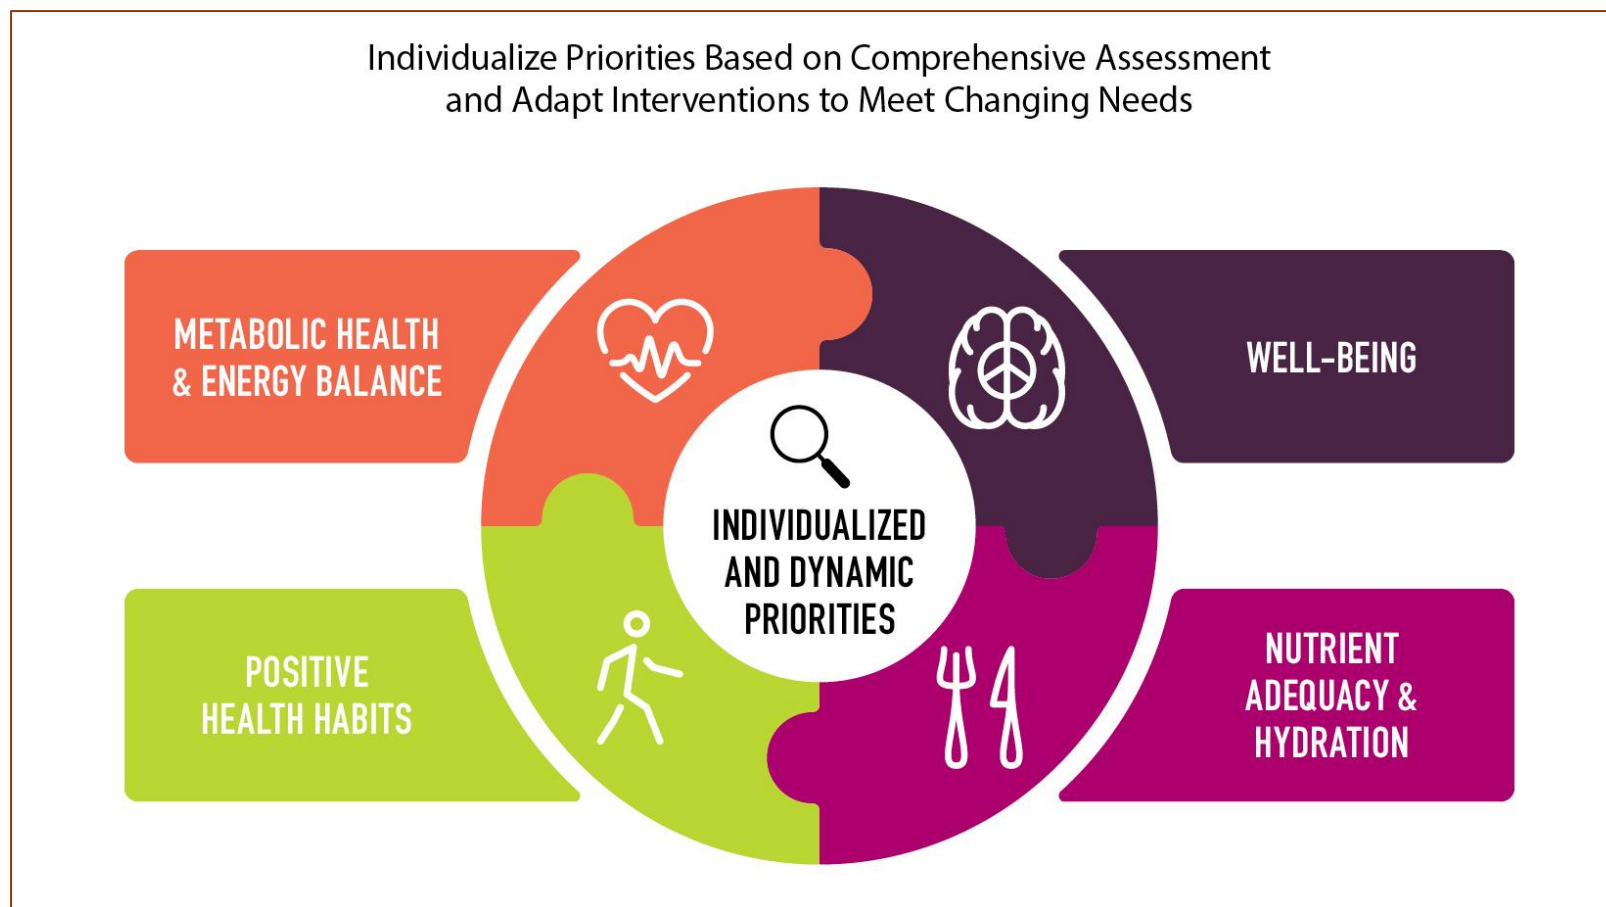 Individualize Priorities Based on Comprehensive Assessment
and Adapt Interventions to Meet Changing Needs
METABOLIC HEALTH
& ENERGY BALANCE
WELL-BEING
INDIVIDUALIZED
AND DYNAMIC
PRIORITIES
POSITIVE
HEALTH HABITS
NUTRIENT
ADEQUACY &
HYDRATION